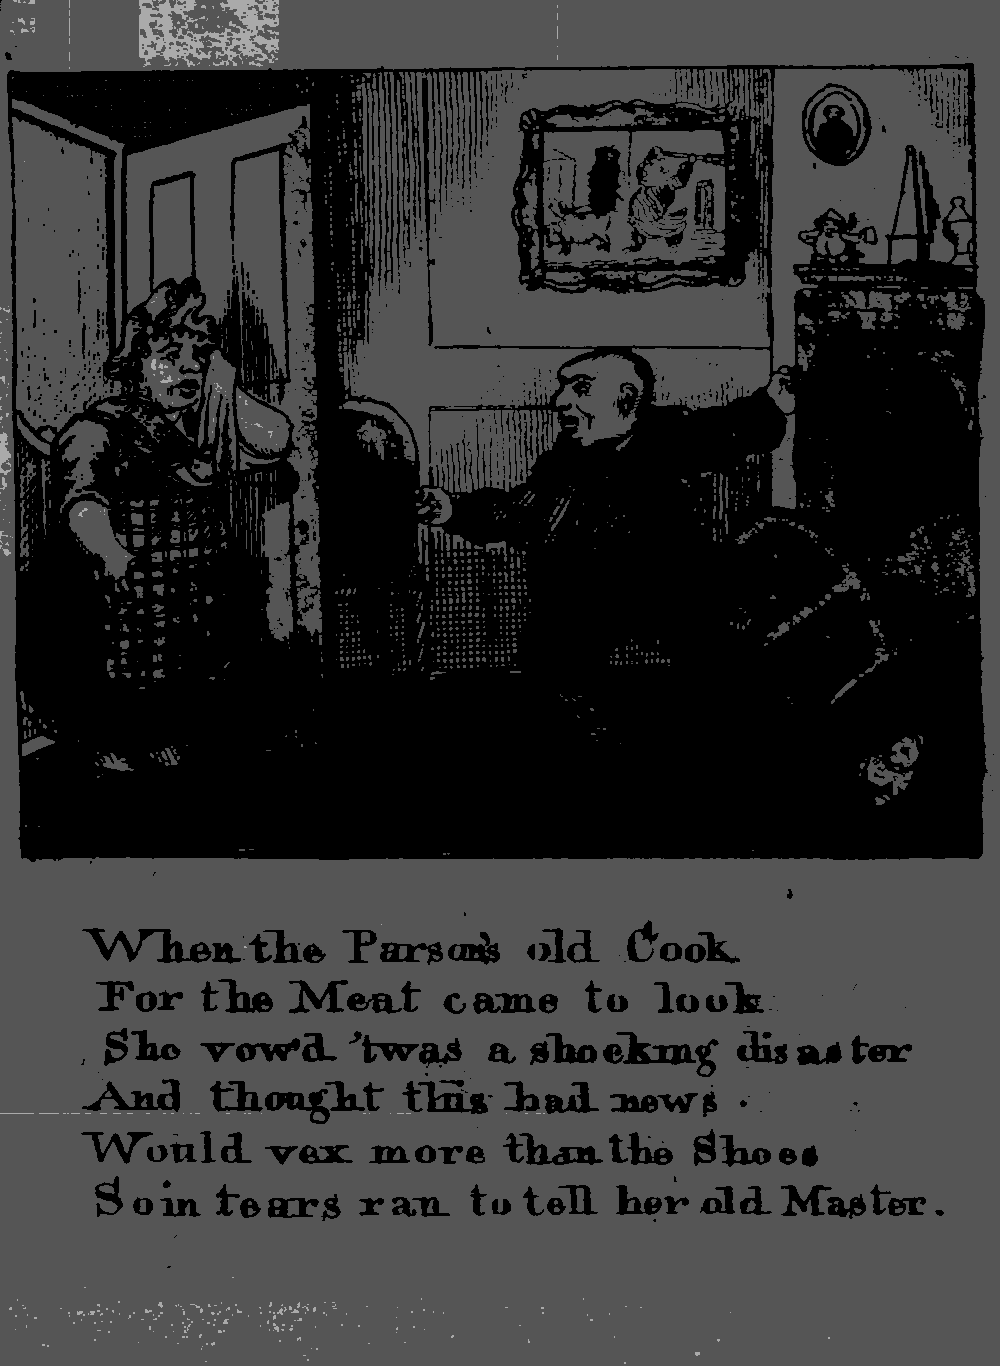 When the Parson's old Cook
For the Meat came to look
She vow'd 'twas a shocking disaster
And thought this bad news
Would vex more than the Shoes
So in tears ran to tell her old Master.